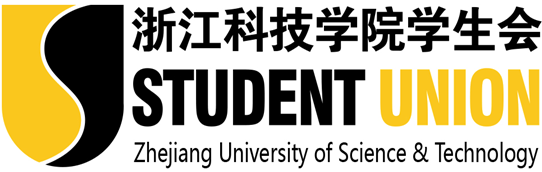 浙江科技学院学生会
STUDENT UNION
Zhejiang University of Science & Technology